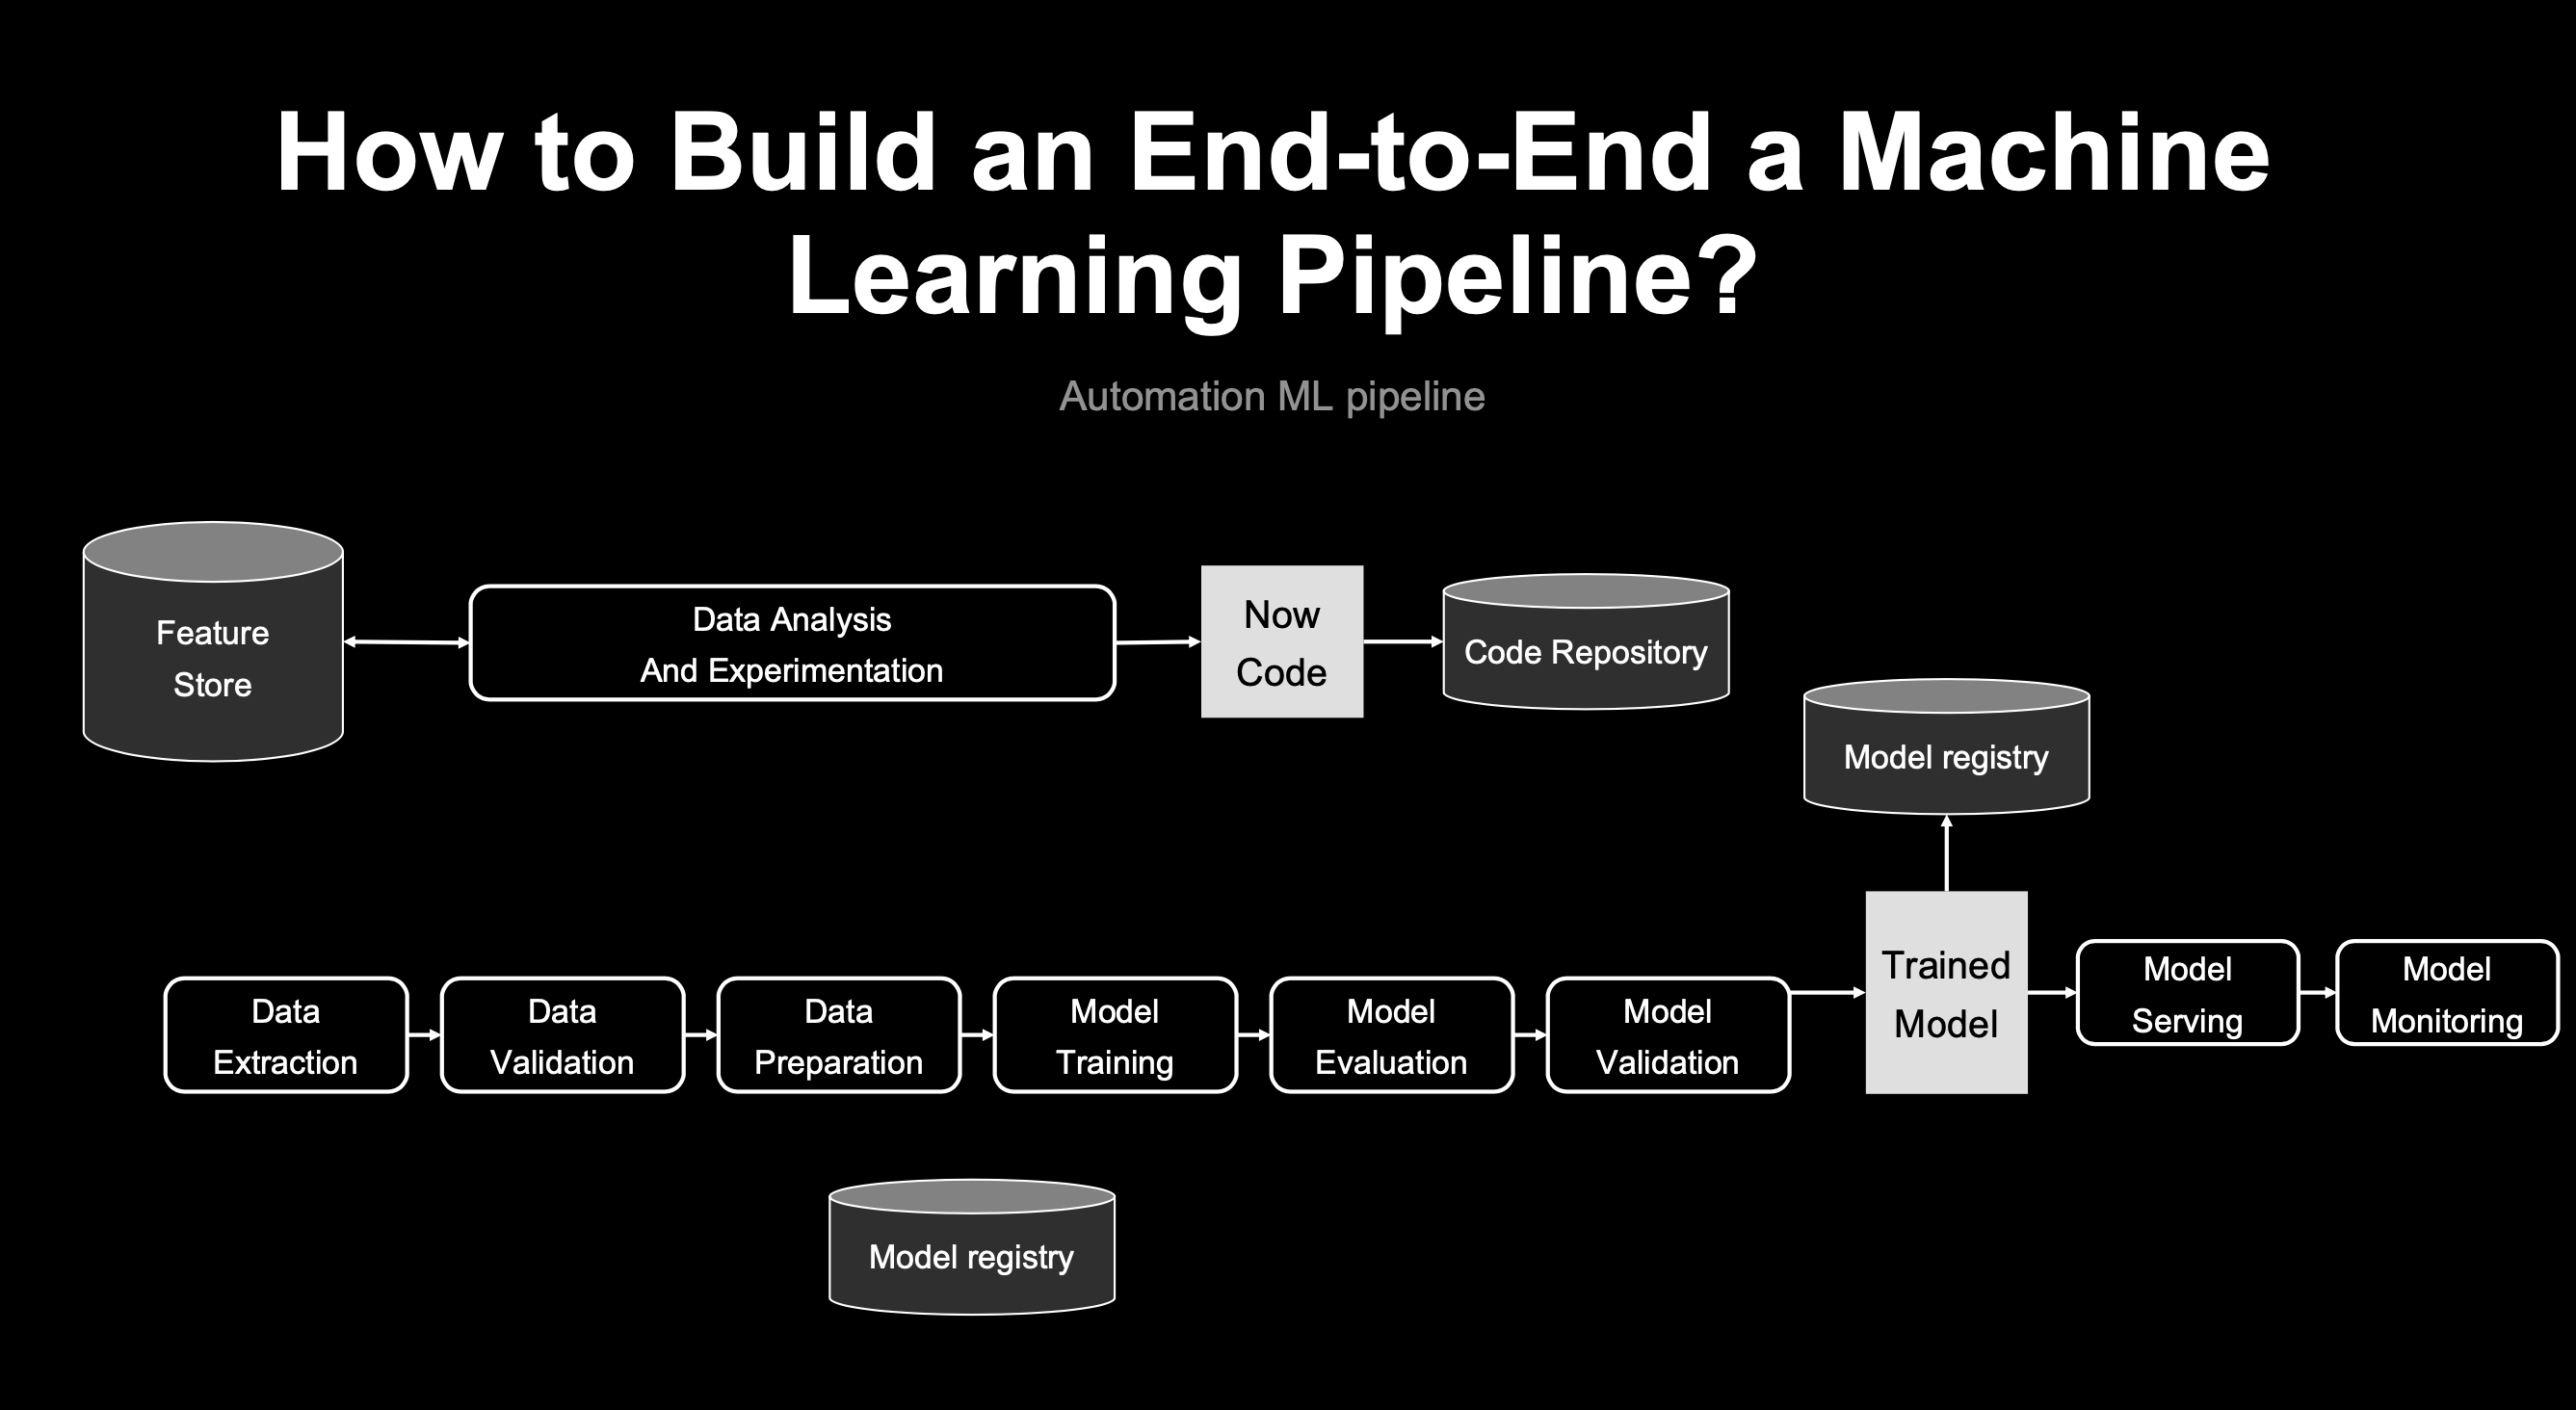 How to Build an End-to-End a Machine
Learning Pipeline?
Automation ML pipeline
Feature
Store
Data Analysis
And Experimentation
Now
Code
Code Repository
Model registry
Data
Extraction
Data
Validation
Data
Preparation
Model
Training
Model
Evaluation
Model
Validation
Trained
Model
Model
Serving
Model
Monitoring
Model registry